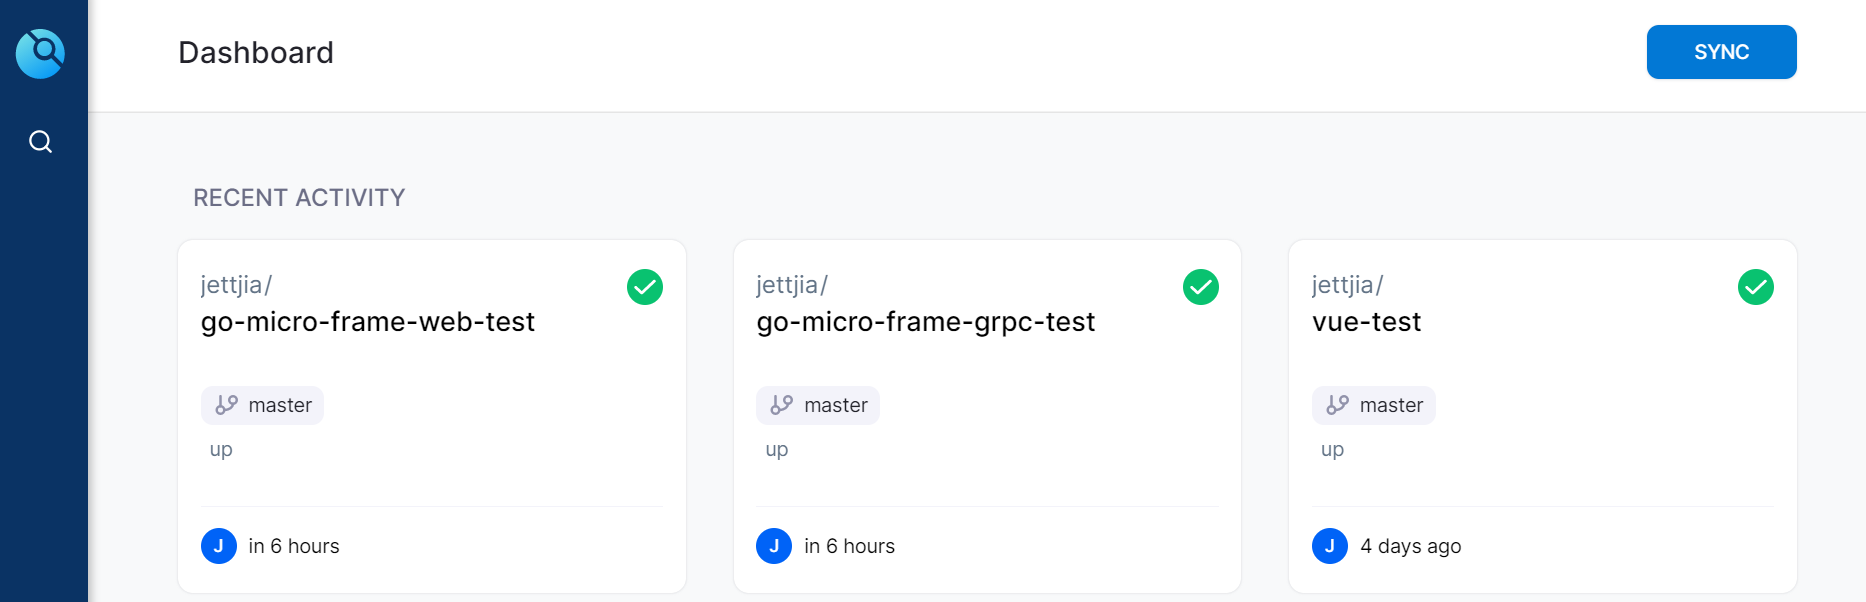 Dashboard
SYNC
RECENT ACTIVITY
jettjia/
go-micro-frame-web-test
master
up
J in 6 hours
jettjia/
go-micro-frame-grpc-test
master
up
J in 6 hours
jettjia/
vue-test
master
up
J 4 days ago